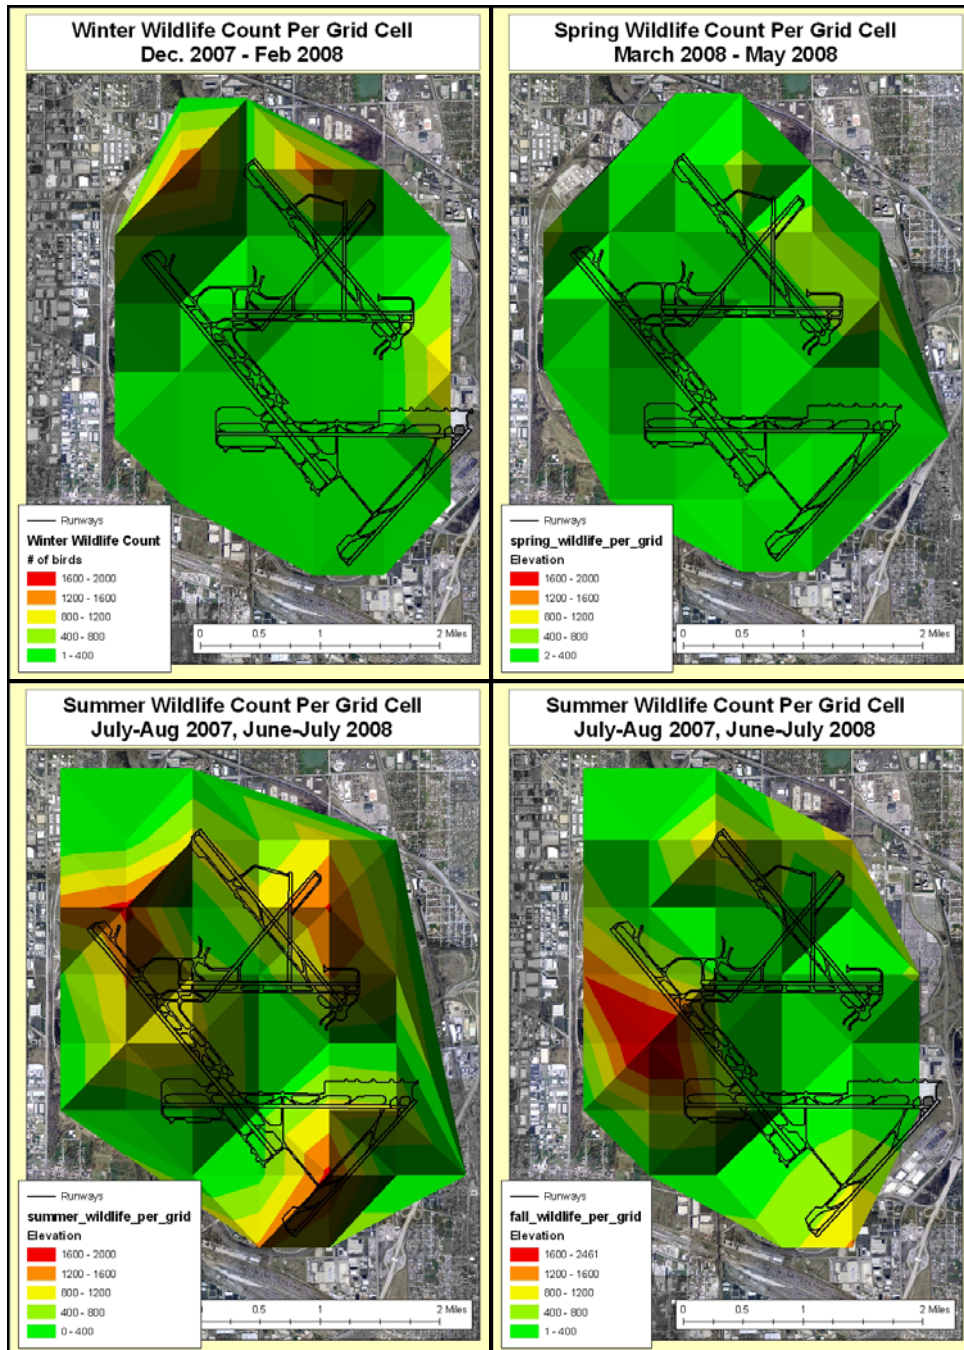 Winter Wildlife Count Per Grid Cell
Dec. 2007 - Feb 2008
Runways
Winter Wildlife Count
# of birds
1600 - 2000
1200 - 1600
800 - 1200
400 - 800
1 - 400
0 0.5 1 2 Miles
Spring Wildlife Count Per Grid Cell
March 2008 - May 2008
Runways
spring_wildlife_per_grid
Elevation
1600 - 2000
1200 - 1600
800 - 1200
400 - 800
2 - 400
0 0.5 1 2 Miles
Summer Wildlife Count Per Grid Cell
July-Aug 2007, June-July 2008
Runways
summer_wildlife_per_grid
Elevation
1600 - 2000
1200 - 1600
800 - 1200
400 - 800
0 - 400
0.5 1 2 Miles
Summer Wildlife Count Per Grid Cell
July-Aug 2007, June-July 2008
Runways
fall_wildlife_per_grid
Elevation
1600 - 2461
1200 - 1600
800 - 1200
400 - 800
1 - 400
0 0.5 1 2 Miles